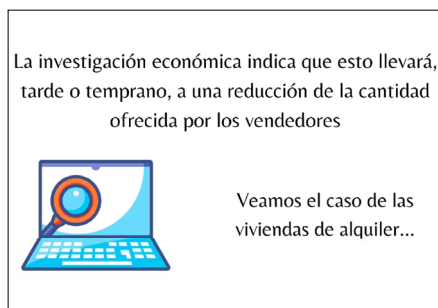 La investigación económica indica que esto llevará,
tarde o temprano, a una reducción de la cantidad
ofrecida por los vendedores
Veamos el caso de las
viviendas de alquiler...